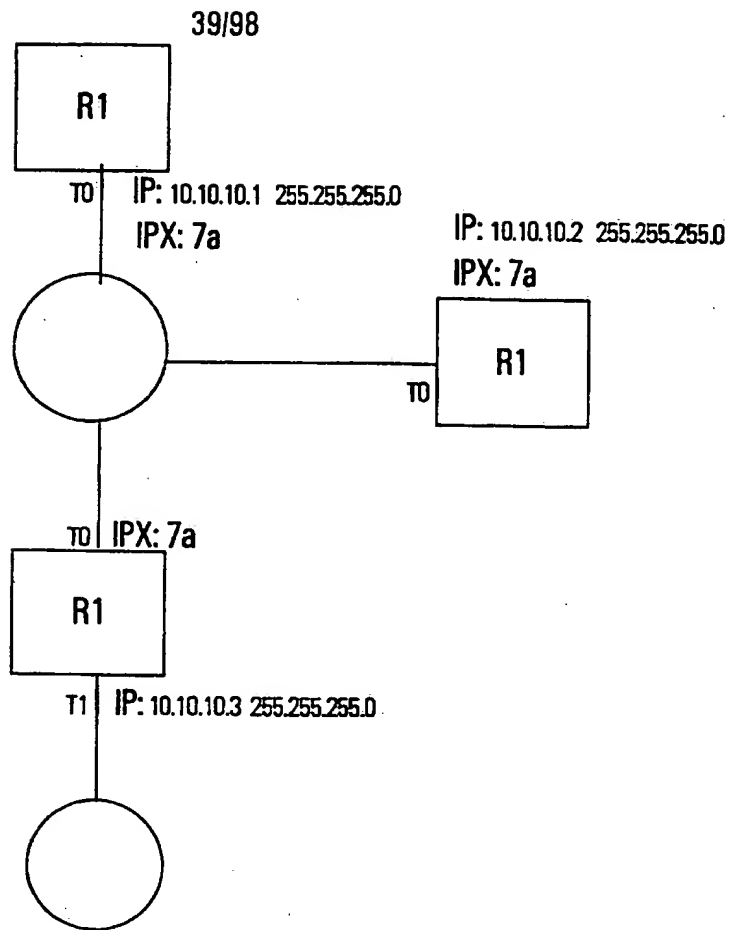 39/98
R1
T0 IP: 10.10.10.1 255.255.255.0
IPX: 7a
IP: 10.10.10.2 255.255.255.0
IPX: 7a
R1
T0
T0 IPX: 7a
R1
T1 IP: 10.10.10.3 255.255.255.0